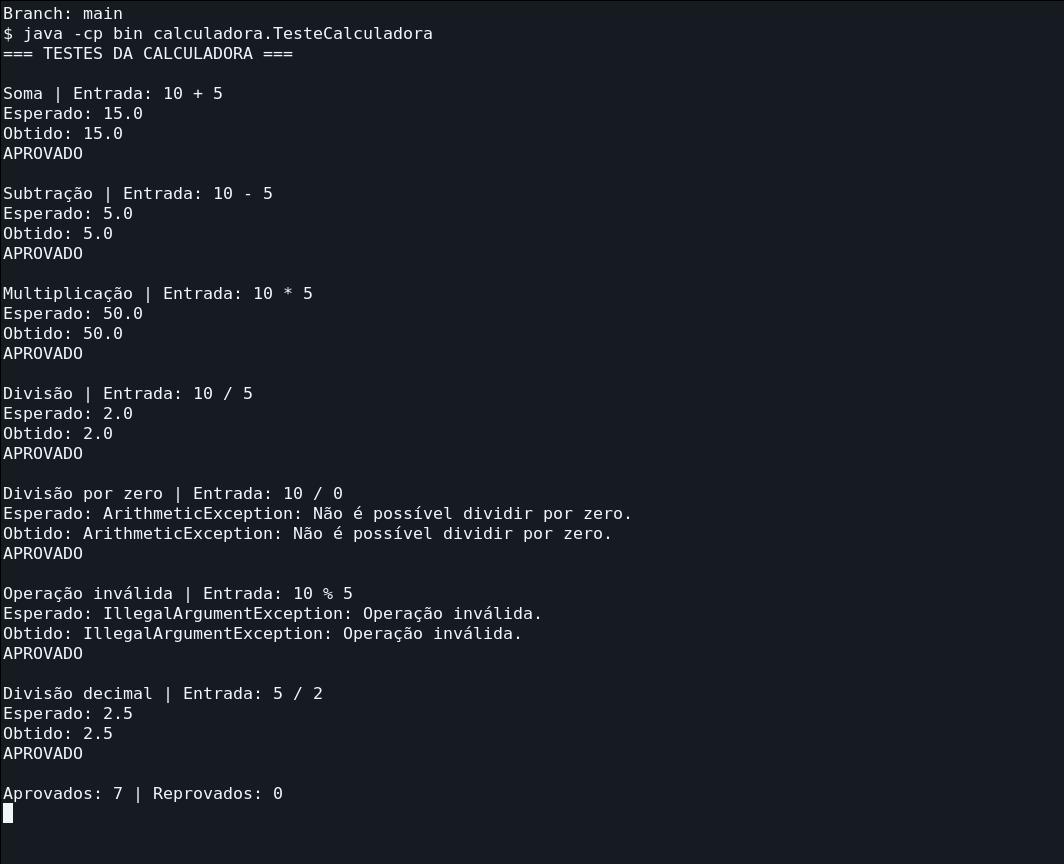 Branch: main
$ java -cp bin calculadora.TesteCalculadora
=== TESTES DA CALCULADORA ===
Soma | Entrada: 10 + 5
Esperado: 15.0
Obtido: 15.0
APROVADO
Subtração | Entrada: 10 - 5
Esperado: 5.0
Obtido: 5.0
APROVADO
Multiplicação | Entrada: 10 * 5
Esperado: 50.0
Obtido: 50.0
APROVADO
Divisão | Entrada: 10 / 5
Esperado: 2.0
Obtido: 2.0
APROVADO
Divisão por zero | Entrada: 10 / 0
Esperado: ArithmeticException: Não é possível dividir por zero.
Obtido: ArithmeticException: Não é possível dividir por zero.
APROVADO
Operação inválida | Entrada: 10 % 5
Esperado: IllegalArgumentException: Operação inválida.
Obtido: IllegalArgumentException: Operação inválida.
APROVADO
Divisão decimal | Entrada: 5 / 2
Esperado: 2.5
Obtido: 2.5
APROVADO
Aprovados: 7 | Reprovados: 0